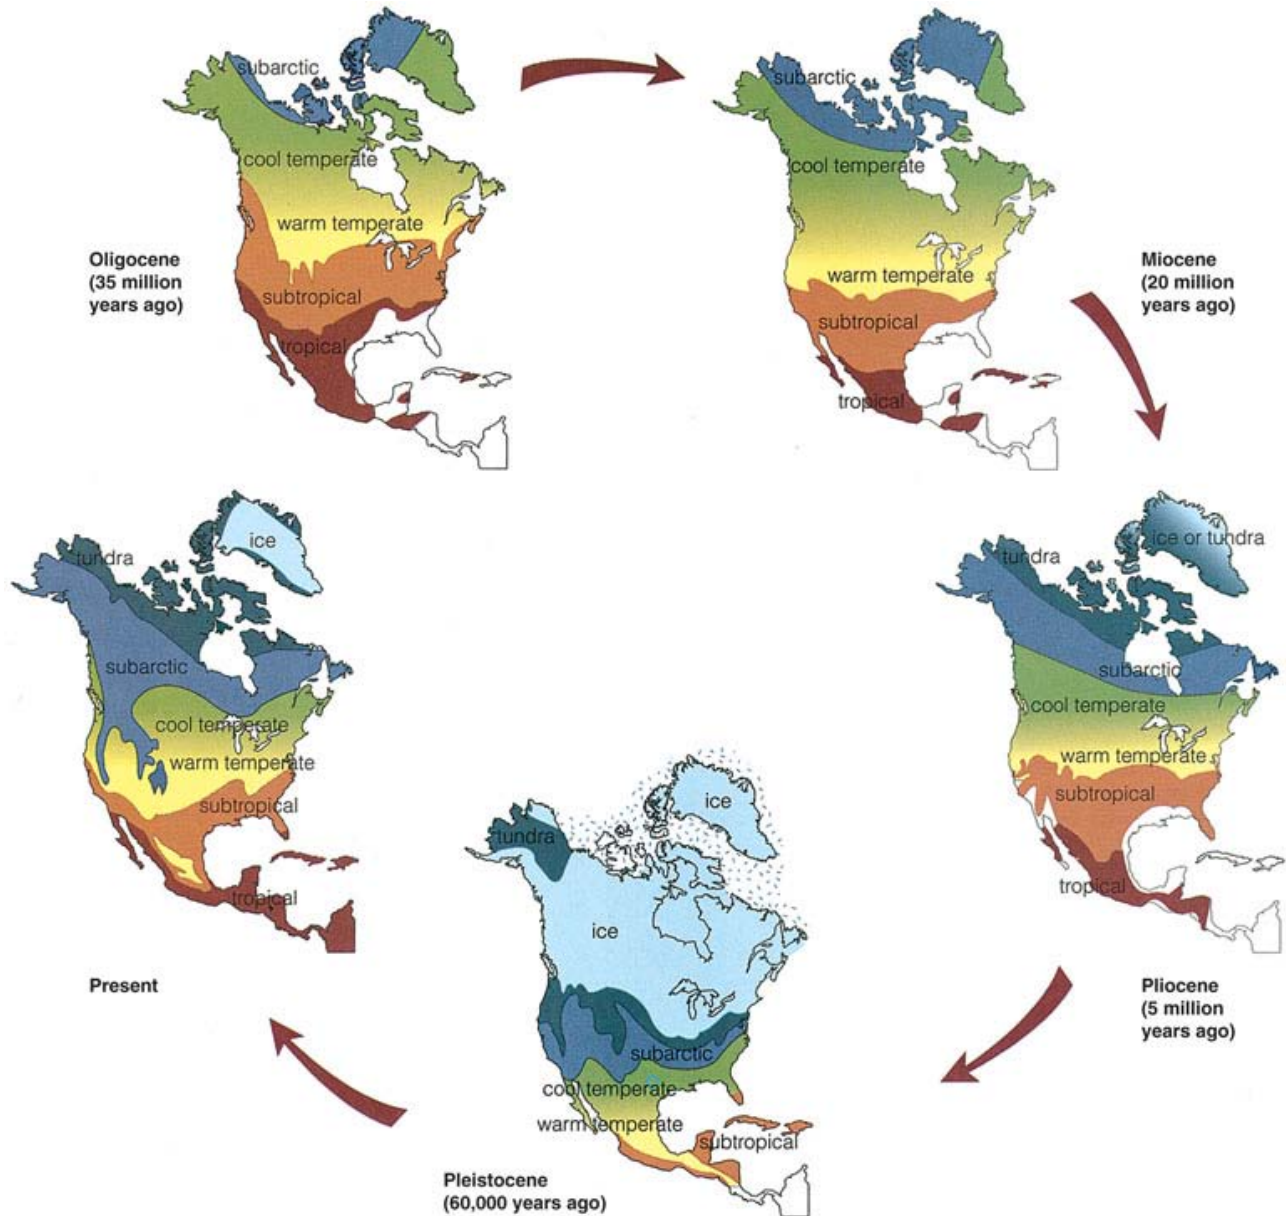 subarctic
cool temperate
warm temperate
subtropical
tropical
Oligocene
(35 million
years ago)
subarctic
cool temperate
warm temperate
subtropical
tropical
Miocene
(20 million
years ago)
tundra
ice or tundra
subarctic
cool temperate
warm temperate
subtropical
tropical
Pliocene
(5 million
years ago)
ice
tundra
ice
subarctic
cool temperate
warm temperate
subtropical
Pleistocene
(60,000 years ago)
ice
tundra
subarctic
cool temperate
warm temperate
subtropical
tropical
Present